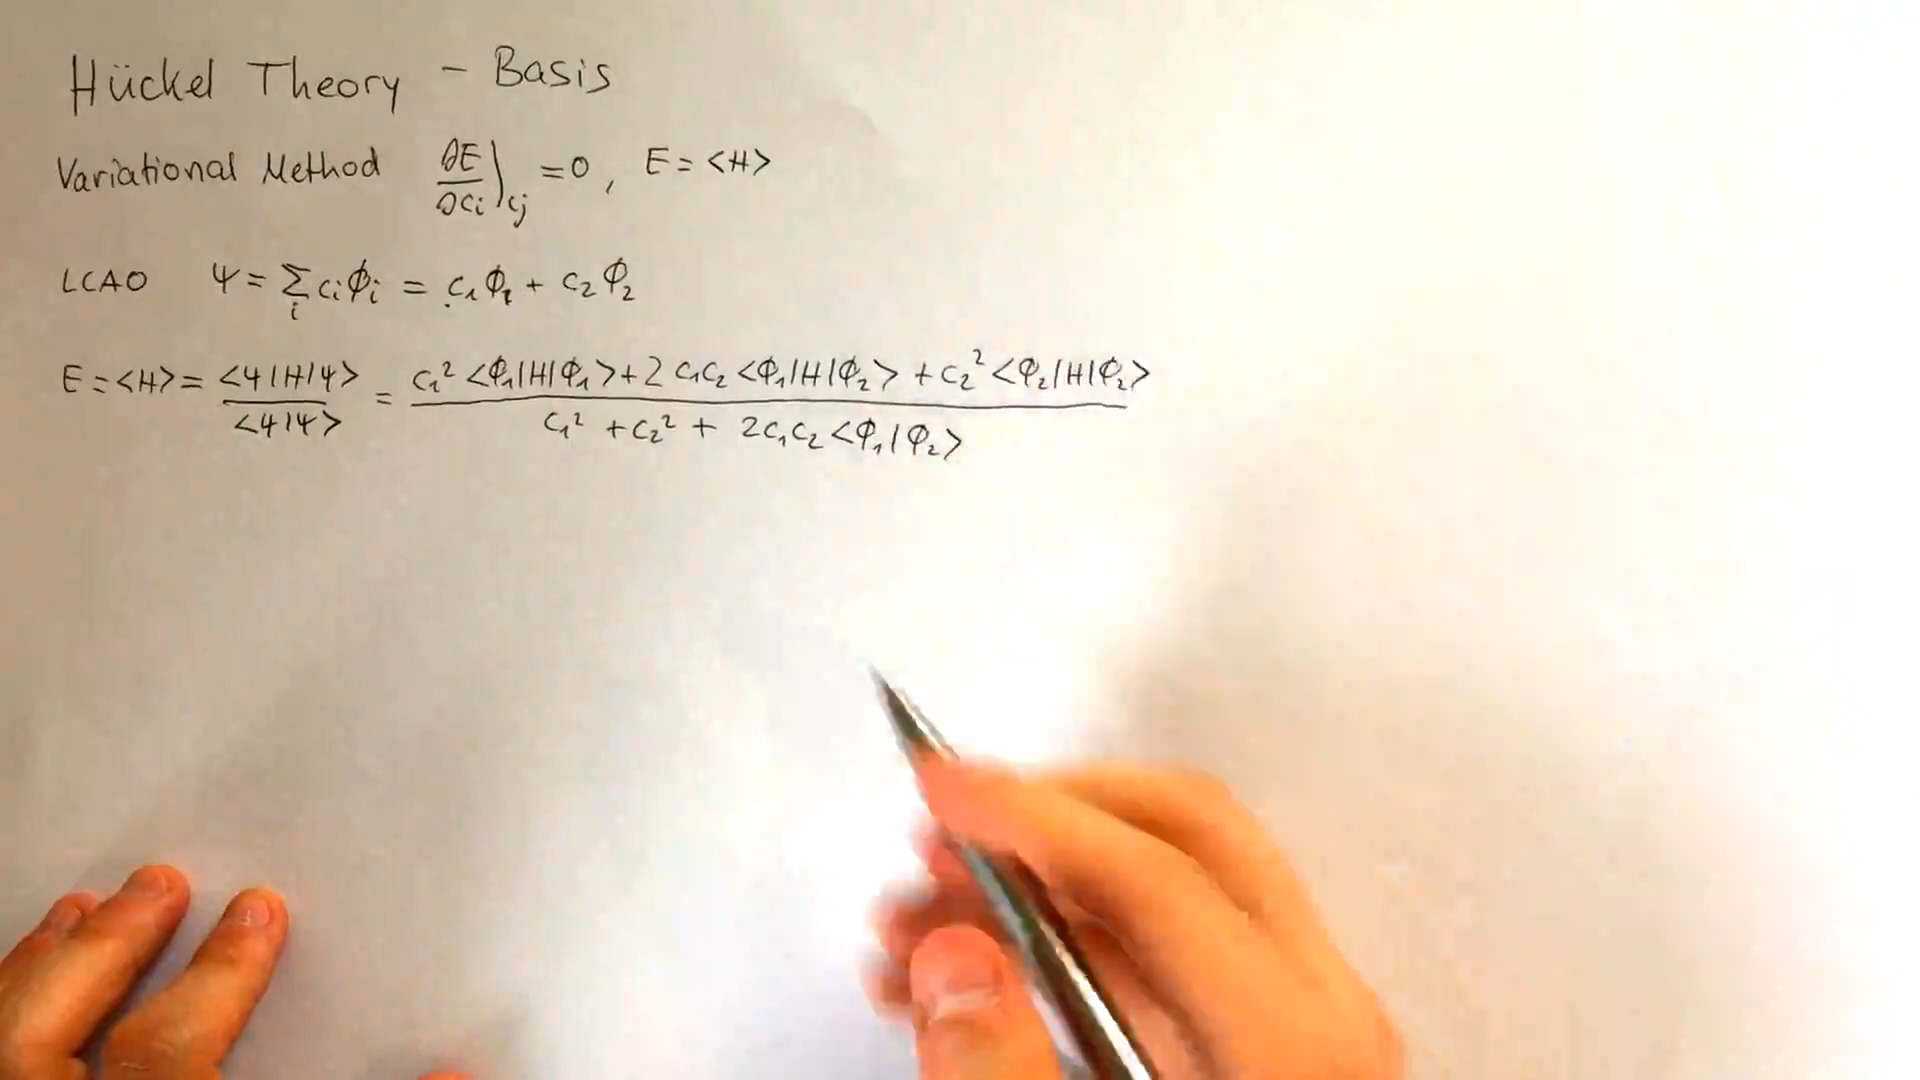 Hückel Theory - Basis
Variational Method ∂E/∂ci)cj = 0, E = <H>
LCAO Ψ = Σi ciΦi = c1Φ1 + c2Φ2
E = <H> = <Ψ|H|Ψ>/<Ψ|Ψ> = c1² <Φ1|H|Φ1> + 2 c1c2 <Φ1|H|Φ2> + c2² <Φ2|H|Φ2> / c1² + c2² + 2c1c2 <Φ1|Φ2>